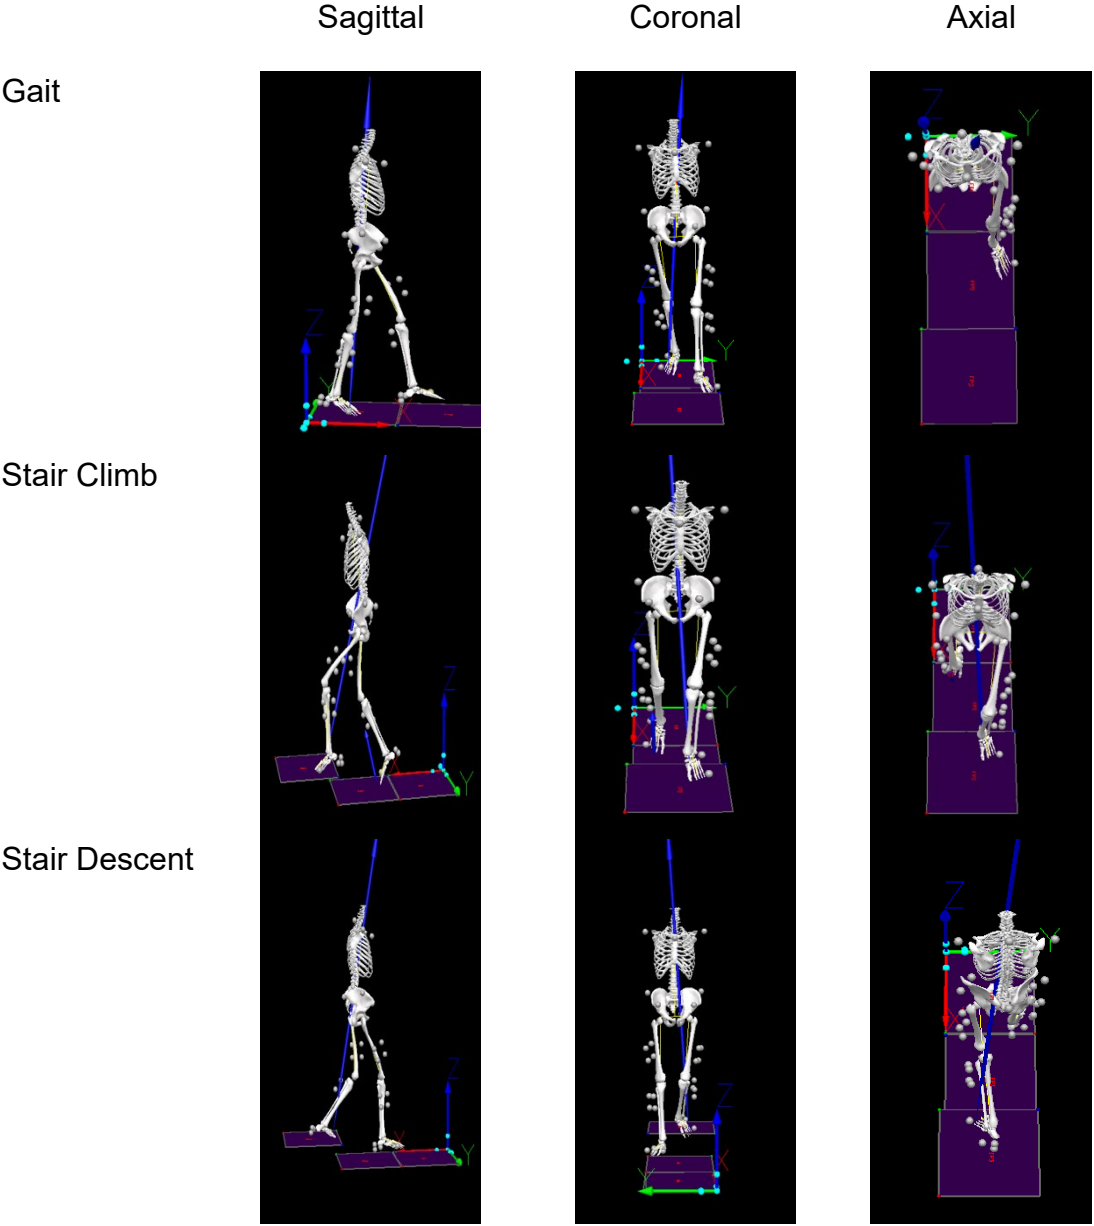 Sagittal Coronal Axial
Gait
Z Y X
Y X
Z Y
X
Stair Climb
Z Y
Y
Z Y
Stair Descent
Z X Y
Z X Y
Z Y